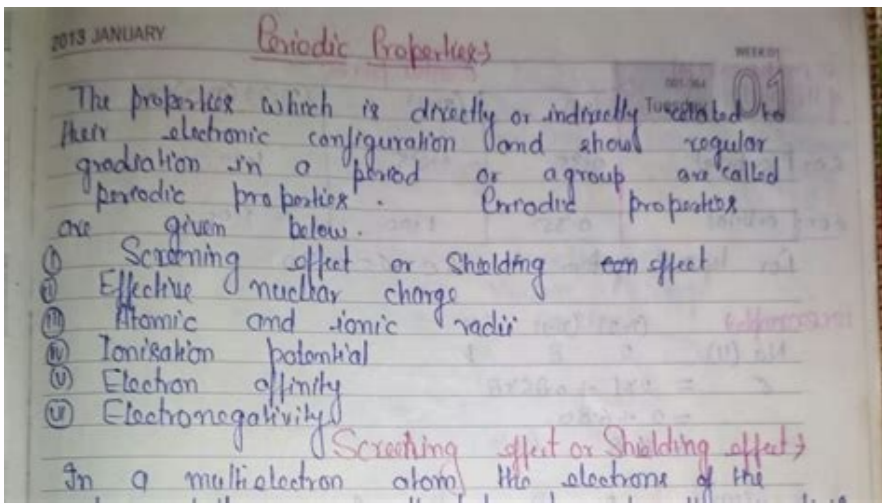 2013 JANUARY
Periodic Properties→
WEEK 01
01
Tuesday
The properties which is directly or indirectly related to
their electronic configuration and show regular
gradiation in a period or a group are called
periodic properties. Periodic properties
are given below.
(i) Screening effect or Shielding effect
(ii) Effective nuclear charge
(iii) Atomic and ionic radii
(iv) Ionisation potential
(v) Electron affinity
(vi) Electronegativity
Screening effect or Shielding effect→
In a multielectron atom the electrons of the